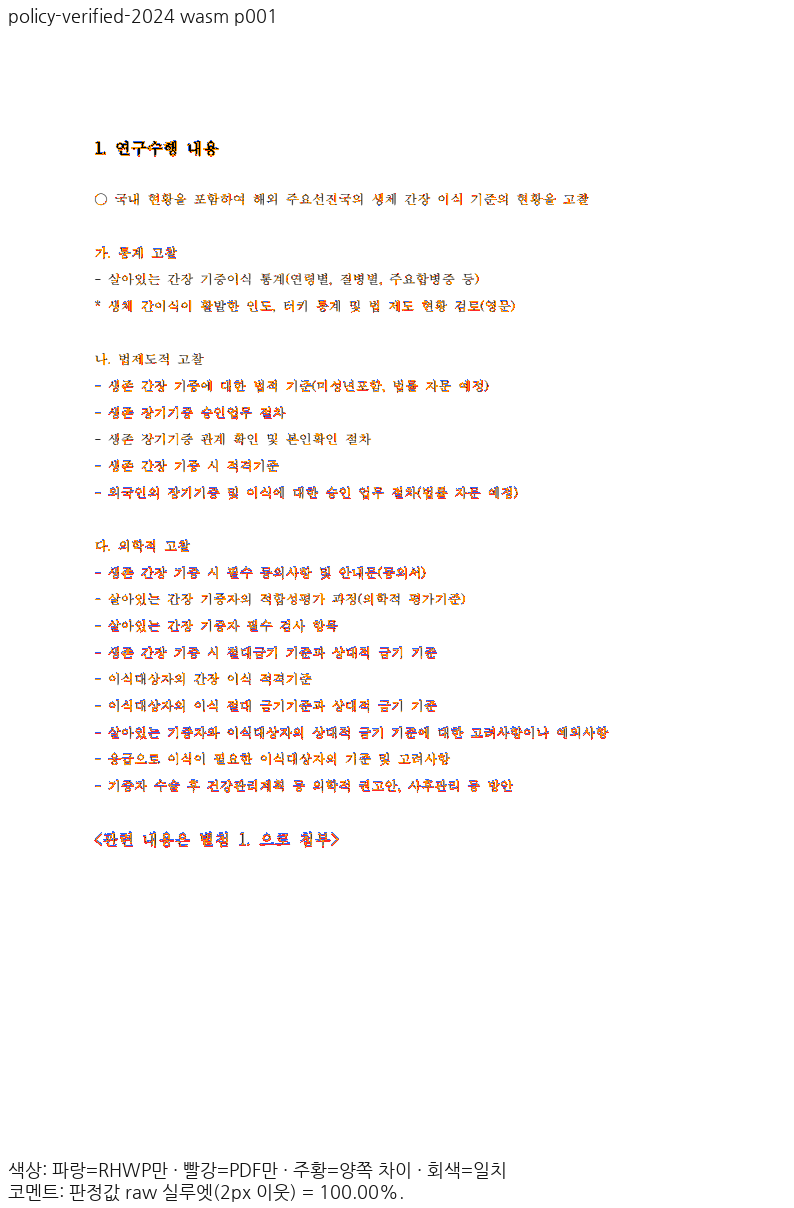 policy-verified-2024 wasm p001
1. 연구수행 내용
○ 국내 현황을 포함하여 해외 주요선진국의 생체 간장 이식 기준의 현황을 고찰
가. 통계 고찰
- 살아있는 간장 기증이식 통계(연령별, 질병별, 주요합병증 등)
* 생체 간이식이 활발한 인도, 터키 통계 및 법 제도 현황 검토(영문)
나. 법제도적 고찰
- 생존 간장 기증에 대한 법적 기준(미성년포함, 법률 자문 예정)
- 생존 장기기증 승인업무 절차
- 생존 장기기증 관계 확인 및 본인확인 절차
- 생존 간장 기증 시 적격기준
- 외국인의 장기기증 및 이식에 대한 승인 업무 절차(법률 자문 예정)
다. 의학적 고찰
- 생존 간장 기증 시 필수 동의사항 및 안내문(동의서)
- 살아있는 간장 기증자의 적합성평가 과정(의학적 평가기준)
- 살아있는 간장 기증자 필수 검사 항목
- 생존 간장 기증 시 절대금기 기준과 상대적 금기 기준
- 이식대상자의 간장 이식 적격기준
- 이식대상자의 이식 절대 금기기준과 상대적 금기 기준
- 살아있는 기증자와 이식대상자의 상대적 금기 기준에 대한 고려사항이나 예외사항
- 응급으로 이식이 필요한 이식대상자의 기준 및 고려사항
- 기증자 수술 후 건강관리계획 등 의학적 권고안, 사후관리 등 방안
<관련 내용은 별첨 1. 으로 첨부>
색상: 파랑=RHWP만 · 빨강=PDF만 · 주황=양쪽 차이 · 회색=일치
코멘트: 판정값 raw 실루엣(2px 이웃) = 100.00%.